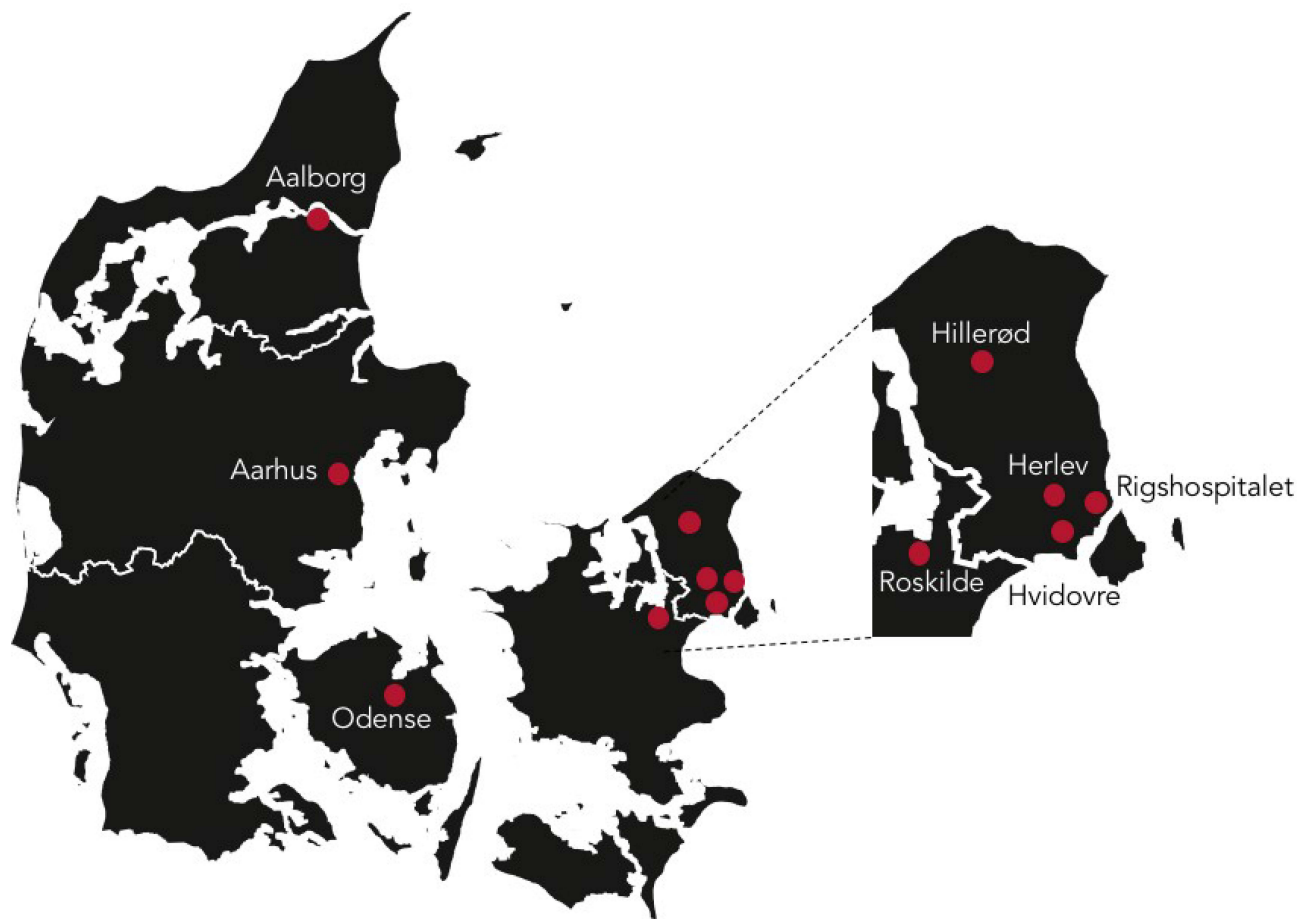 Aalborg
Hillerød
Aarhus
Herlev
Rigshospitalet
Roskilde
Hvidovre
Odense